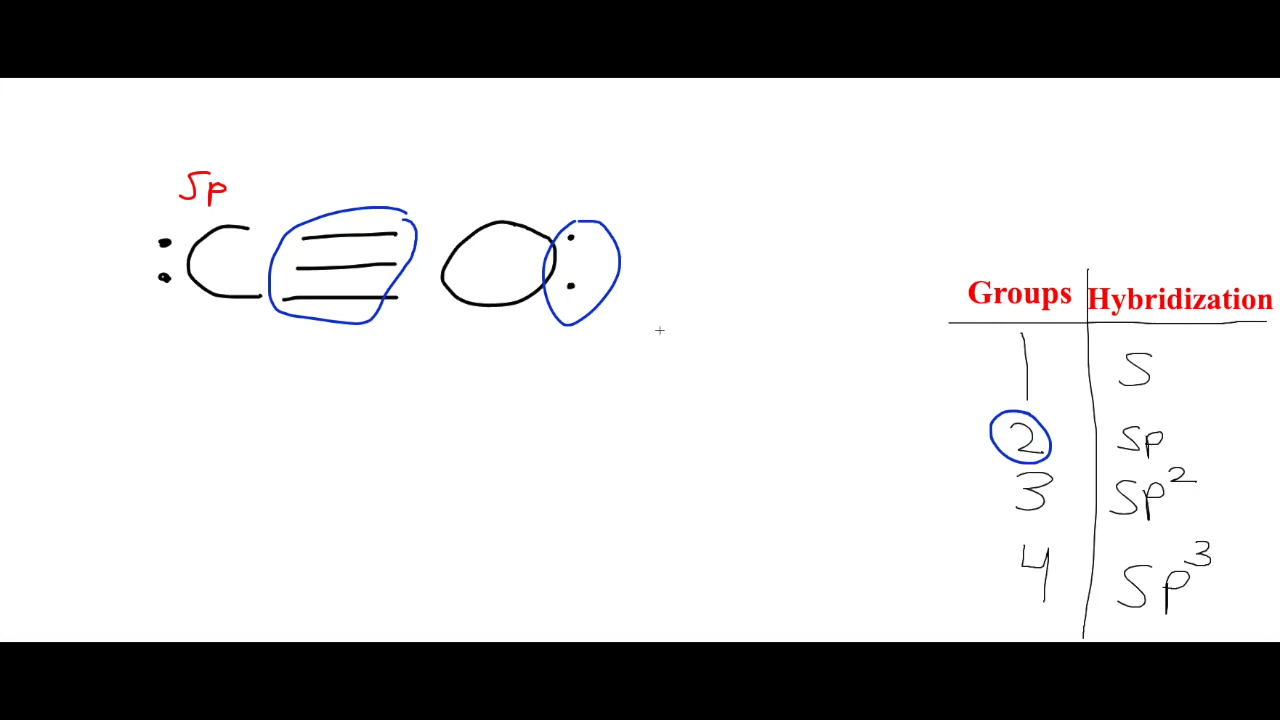 Sp
:C≡O:
Groups Hybridization
1 S
2 Sp
3 Sp²
4 Sp³